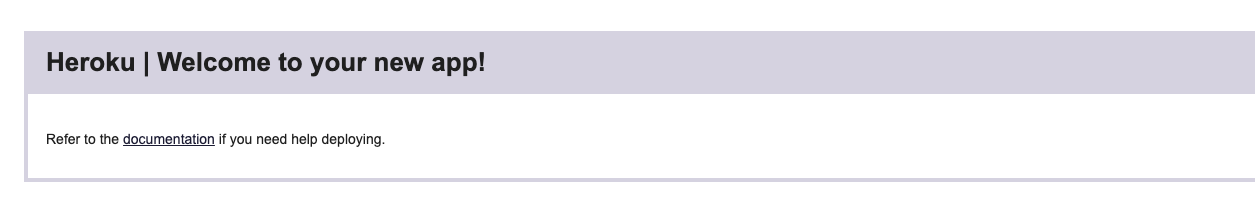 Heroku | Welcome to your new app!
Refer to the documentation if you need help deploying.